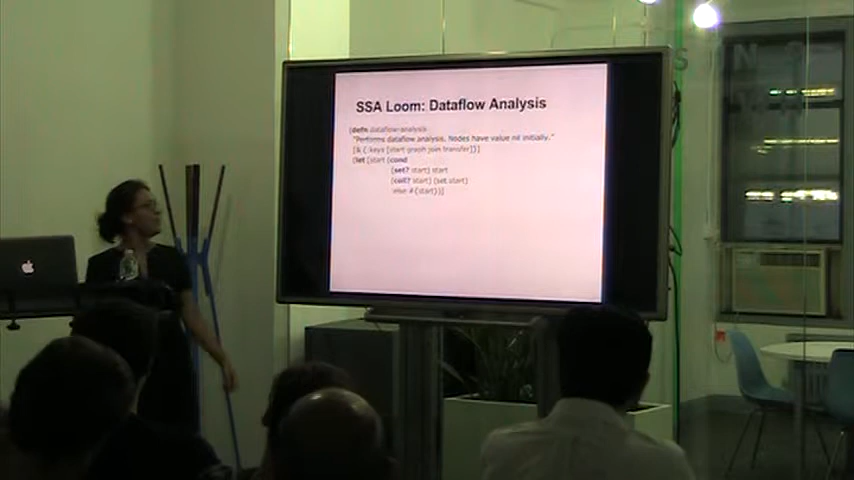 SSA Loom: Dataflow Analysis
(defn dataflow-analysis
"Performs dataflow analysis. Nodes have value nil initially."
[& {:keys [start graph join transfer]}]
(let [start (cond
(set? start) start
(coll? start) (set start)
:else #{start})]